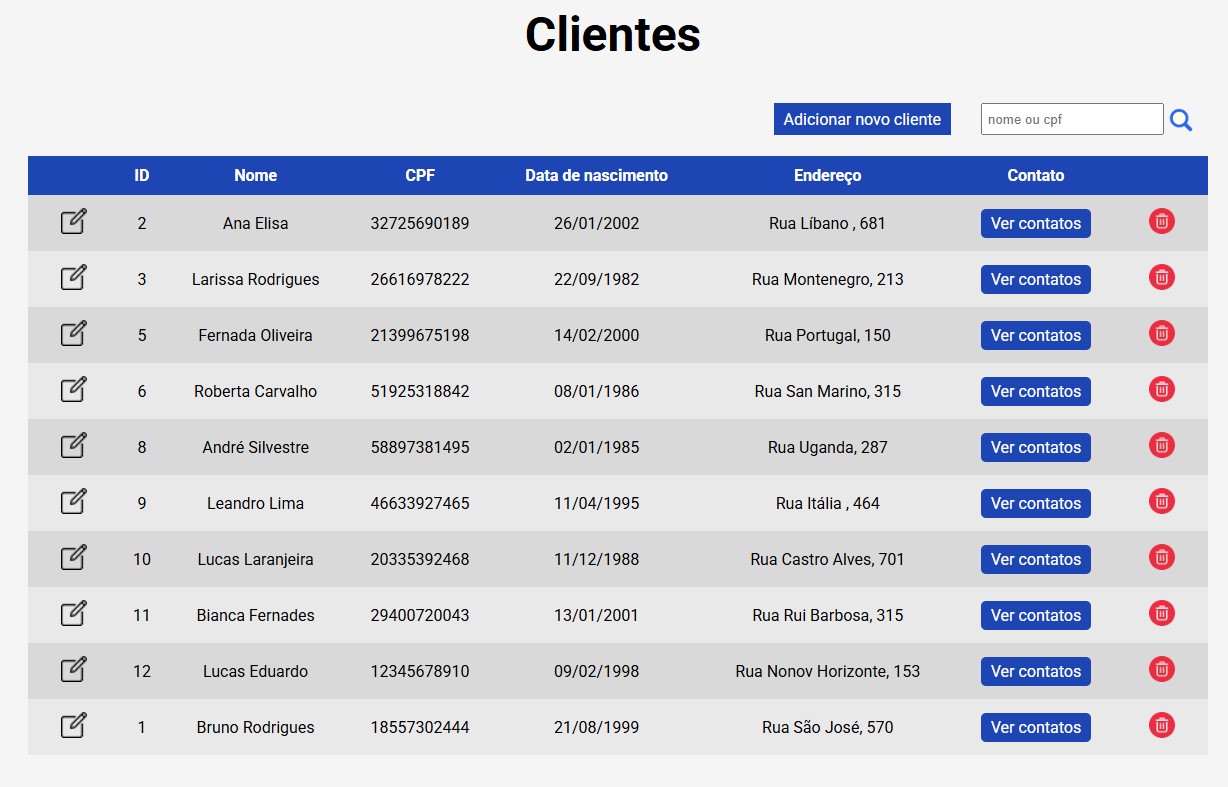 Clientes
Adicionar novo cliente nome ou cpf
ID Nome CPF Data de nascimento Endereço Contato
2 Ana Elisa 32725690189 26/01/2002 Rua Líbano , 681 Ver contatos
3 Larissa Rodrigues 26616978222 22/09/1982 Rua Montenegro, 213 Ver contatos
5 Fernada Oliveira 21399675198 14/02/2000 Rua Portugal, 150 Ver contatos
6 Roberta Carvalho 51925318842 08/01/1986 Rua San Marino, 315 Ver contatos
8 André Silvestre 58897381495 02/01/1985 Rua Uganda, 287 Ver contatos
9 Leandro Lima 46633927465 11/04/1995 Rua Itália , 464 Ver contatos
10 Lucas Laranjeira 20335392468 11/12/1988 Rua Castro Alves, 701 Ver contatos
11 Bianca Fernades 29400720043 13/01/2001 Rua Rui Barbosa, 315 Ver contatos
12 Lucas Eduardo 12345678910 09/02/1998 Rua Nonov Horizonte, 153 Ver contatos
1 Bruno Rodrigues 18557302444 21/08/1999 Rua São José, 570 Ver contatos